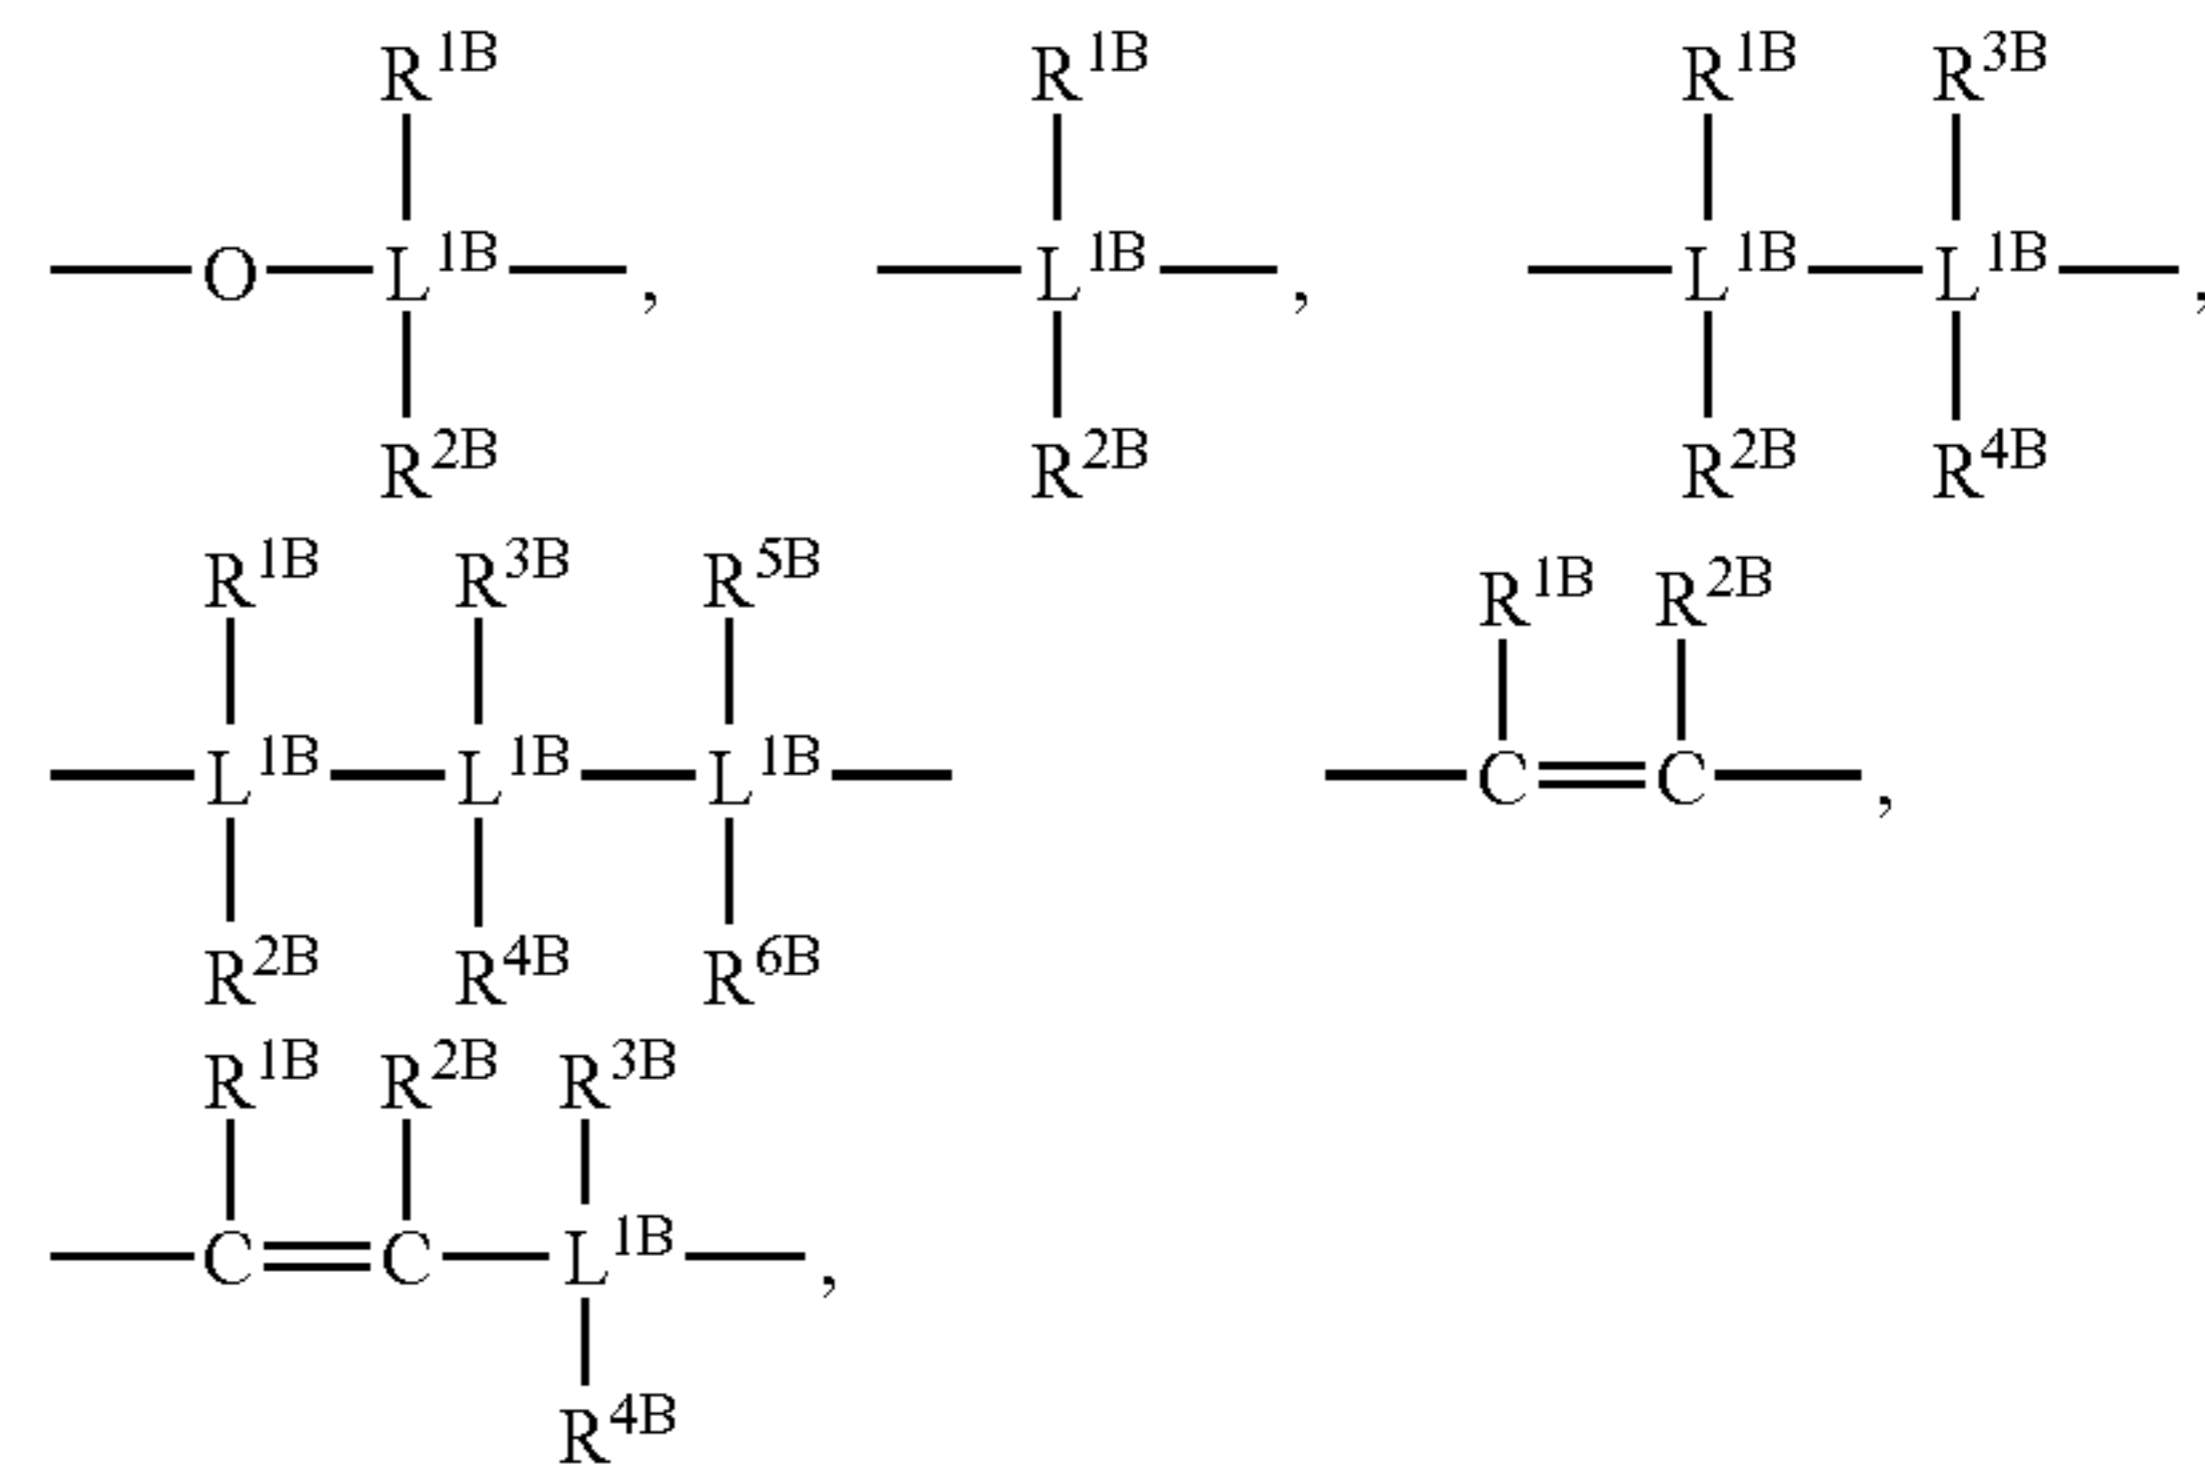 R1B R1B R1B R3B
—O—L1B—, —L1B—, —L1B—L1B—,
R2B R2B R2B R4B
R1B R3B R5B R1B R2B
—L1B—L1B—L1B— —C=C—,
R2B R4B R6B
R1B R2B R3B
—C=C—L1B—,
R4B